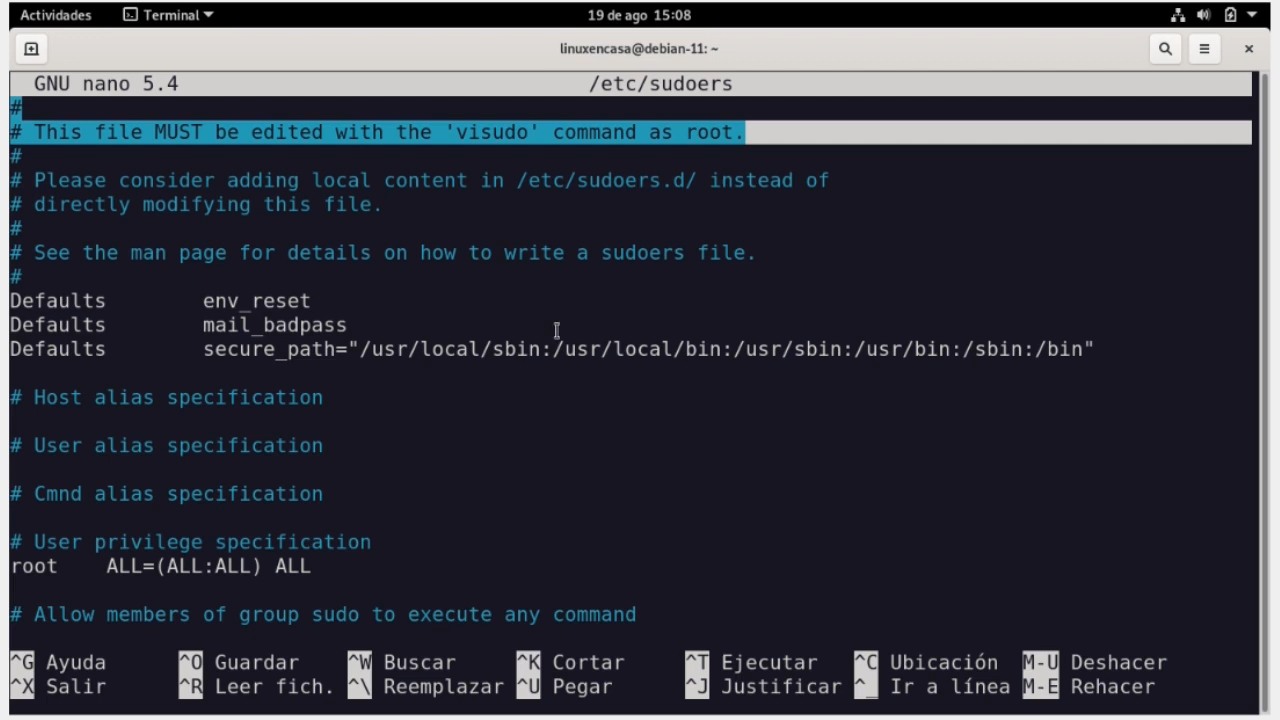 Actividades Terminal 19 de ago 15:08
linuxencasa@debian-11: ~
GNU nano 5.4 /etc/sudoers
#
# This file MUST be edited with the 'visudo' command as root.
#
# Please consider adding local content in /etc/sudoers.d/ instead of
# directly modifying this file.
#
# See the man page for details on how to write a sudoers file.
#
Defaults env_reset
Defaults mail_badpass
Defaults secure_path="/usr/local/sbin:/usr/local/bin:/usr/sbin:/usr/bin:/sbin:/bin"
# Host alias specification
# User alias specification
# Cmnd alias specification
# User privilege specification
root ALL=(ALL:ALL) ALL
# Allow members of group sudo to execute any command
^G Ayuda ^O Guardar ^W Buscar ^K Cortar ^T Ejecutar ^C Ubicación M-U Deshacer
^X Salir ^R Leer fich. ^\ Reemplazar ^U Pegar ^J Justificar ^_ Ir a línea M-E Rehacer